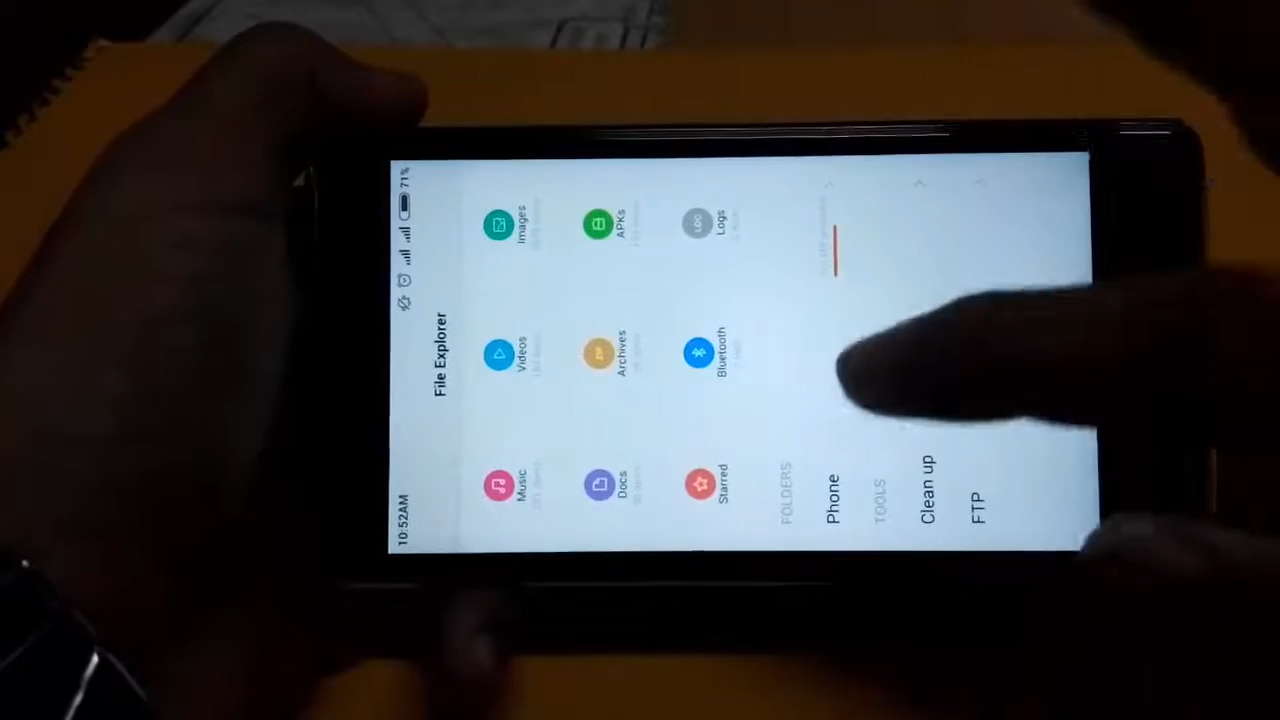 10:52AM
71%
File Explorer
Music
Videos
Images
Docs
Archives
APKs
Starred
Bluetooth
Logs
FOLDERS
Phone
TOOLS
Clean up
FTP